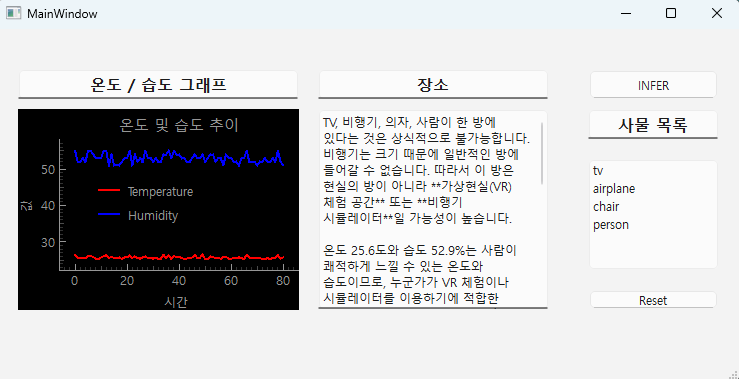 MainWindow
온도 / 습도 그래프
장소
INFER
온도 및 습도 추이
50
40
30
값
Temperature
Humidity
0
20
40
60
80
시간
TV, 비행기, 의자, 사람이 한 방에
있다는 것은 상식적으로 불가능합니다.
비행기는 크기 때문에 일반적인 방에
들어갈 수 없습니다. 따라서 이 방은
현실의 방이 아니라 **가상현실(VR)
체험 공간** 또는 **비행기
시뮬레이터**일 가능성이 높습니다.
온도 25.6도와 습도 52.9%는 사람이
쾌적하게 느낄 수 있는 온도와
습도이므로, 누군가가 VR 체험이나
시뮬레이터를 이용하기에 적합한
사물 목록
tv
airplane
chair
person
Reset